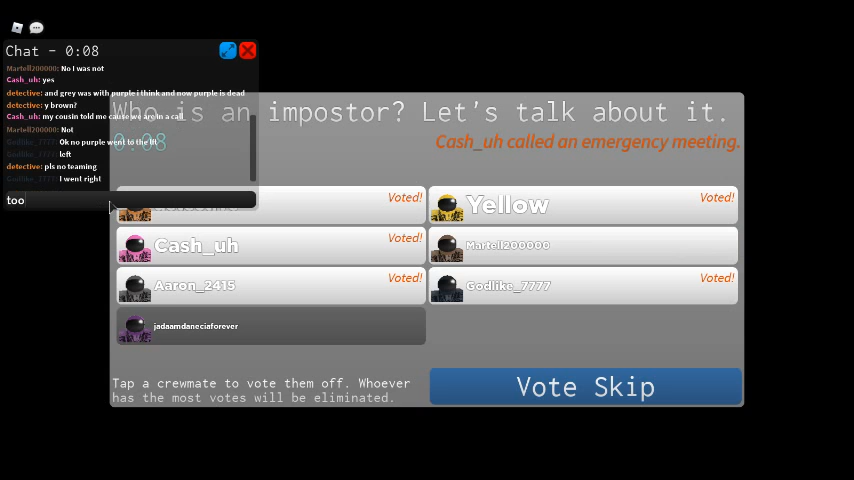 Chat - 0:08
Martell200000: No I was not
Cash_uh: yes
detective: and grey was with purple i think and now purple is dead
detective: y brown?
Cash_uh: my cousin told me cause we are in a call
Martell200000: Not
Godlike_7777: Ok no purple went to the lft
Godlike_7777: left
detective: pls no teaming
Godlike_7777: I went right
too
Who is an impostor? Let's talk about it.
0:08
Cash_uh called an emergency meeting.
Voted!
Yellow
Voted!
Cash_uh
Voted!
Martell200000
Aaron_2415
Voted!
Godlike_7777
Voted!
jadaamdaneciaforever
Tap a crewmate to vote them off. Whoever
has the most votes will be eliminated.
Vote Skip